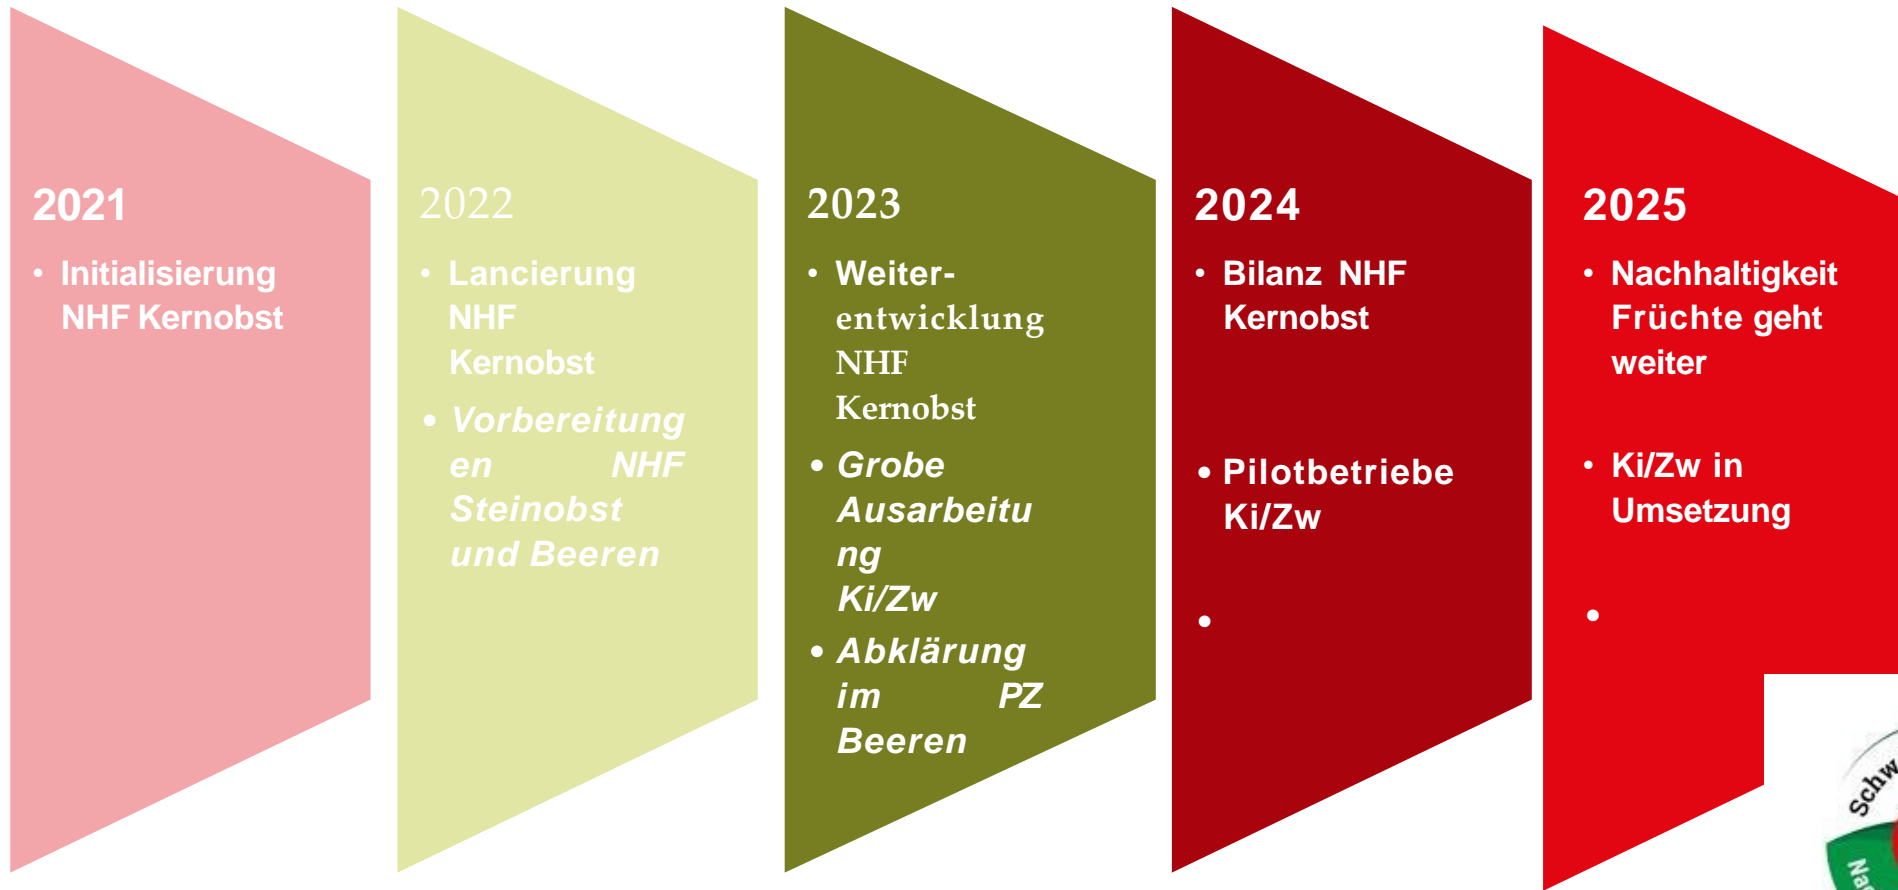 2021
• Initialisierung
NHF Kernobst
2022
• Lancierung
NHF
Kernobst
• Vorbereitung
en NHF
Steinobst
und Beeren
2023
• Weiter-
entwicklung
NHF
Kernobst
• Grobe
Ausarbeitu
ng
Ki/Zw
• Abklärung
im PZ
Beeren
2024
• Bilanz NHF
Kernobst
• Pilotbetriebe
Ki/Zw
•
2025
• Nachhaltigkeit
Früchte geht
weiter
• Ki/Zw in
Umsetzung
•
Schw
Na